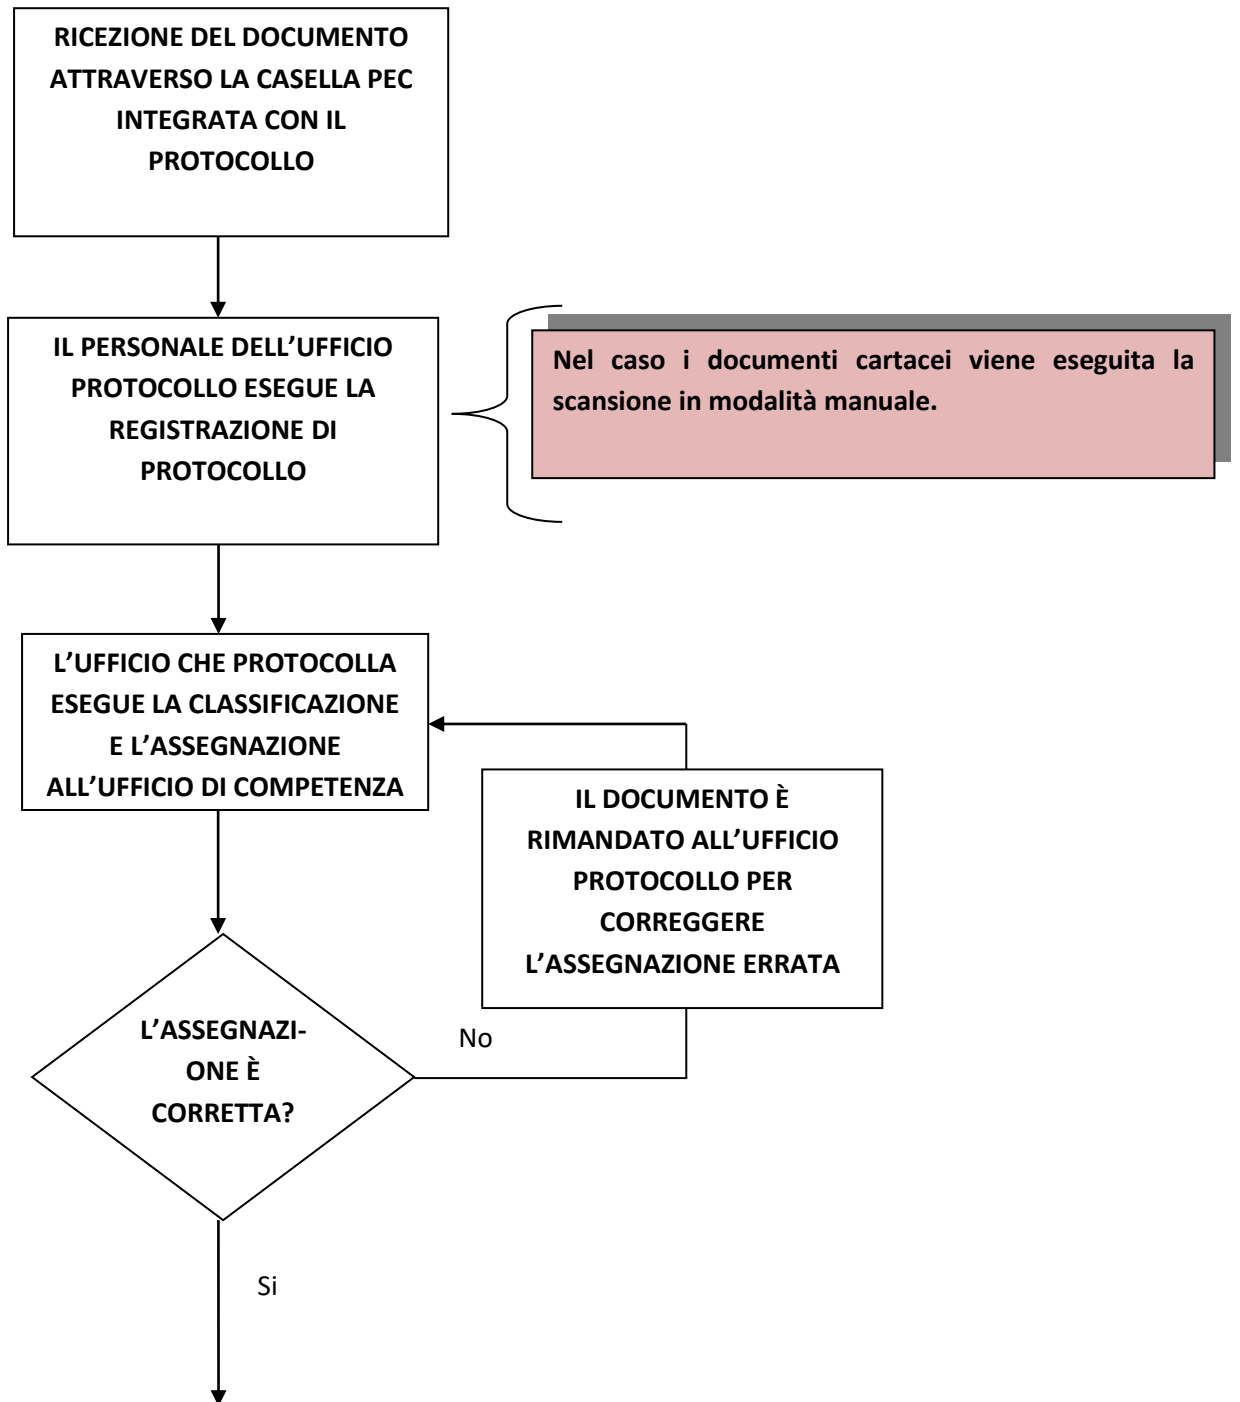 RICEZIONE DEL DOCUMENTO
ATTRAVERSO LA CASELLA PEC
INTEGRATA CON IL
PROTOCOLLO
IL PERSONALE DELL’UFFICIO
PROTOCOLLO ESEGUE LA
REGISTRAZIONE DI
PROTOCOLLO
Nel caso i documenti cartacei viene eseguita la
scansione in modalità manuale.
L’UFFICIO CHE PROTOCOLLA
ESEGUE LA CLASSIFICAZIONE
E L’ASSEGNAZIONE
ALL’UFFICIO DI COMPETENZA
IL DOCUMENTO È
RIMANDATO ALL’UFFICIO
PROTOCOLLO PER
CORREGGERE
L’ASSEGNAZIONE ERRATA
L’ASSEGNAZI-
ONE È
CORRETTA?
No
Si